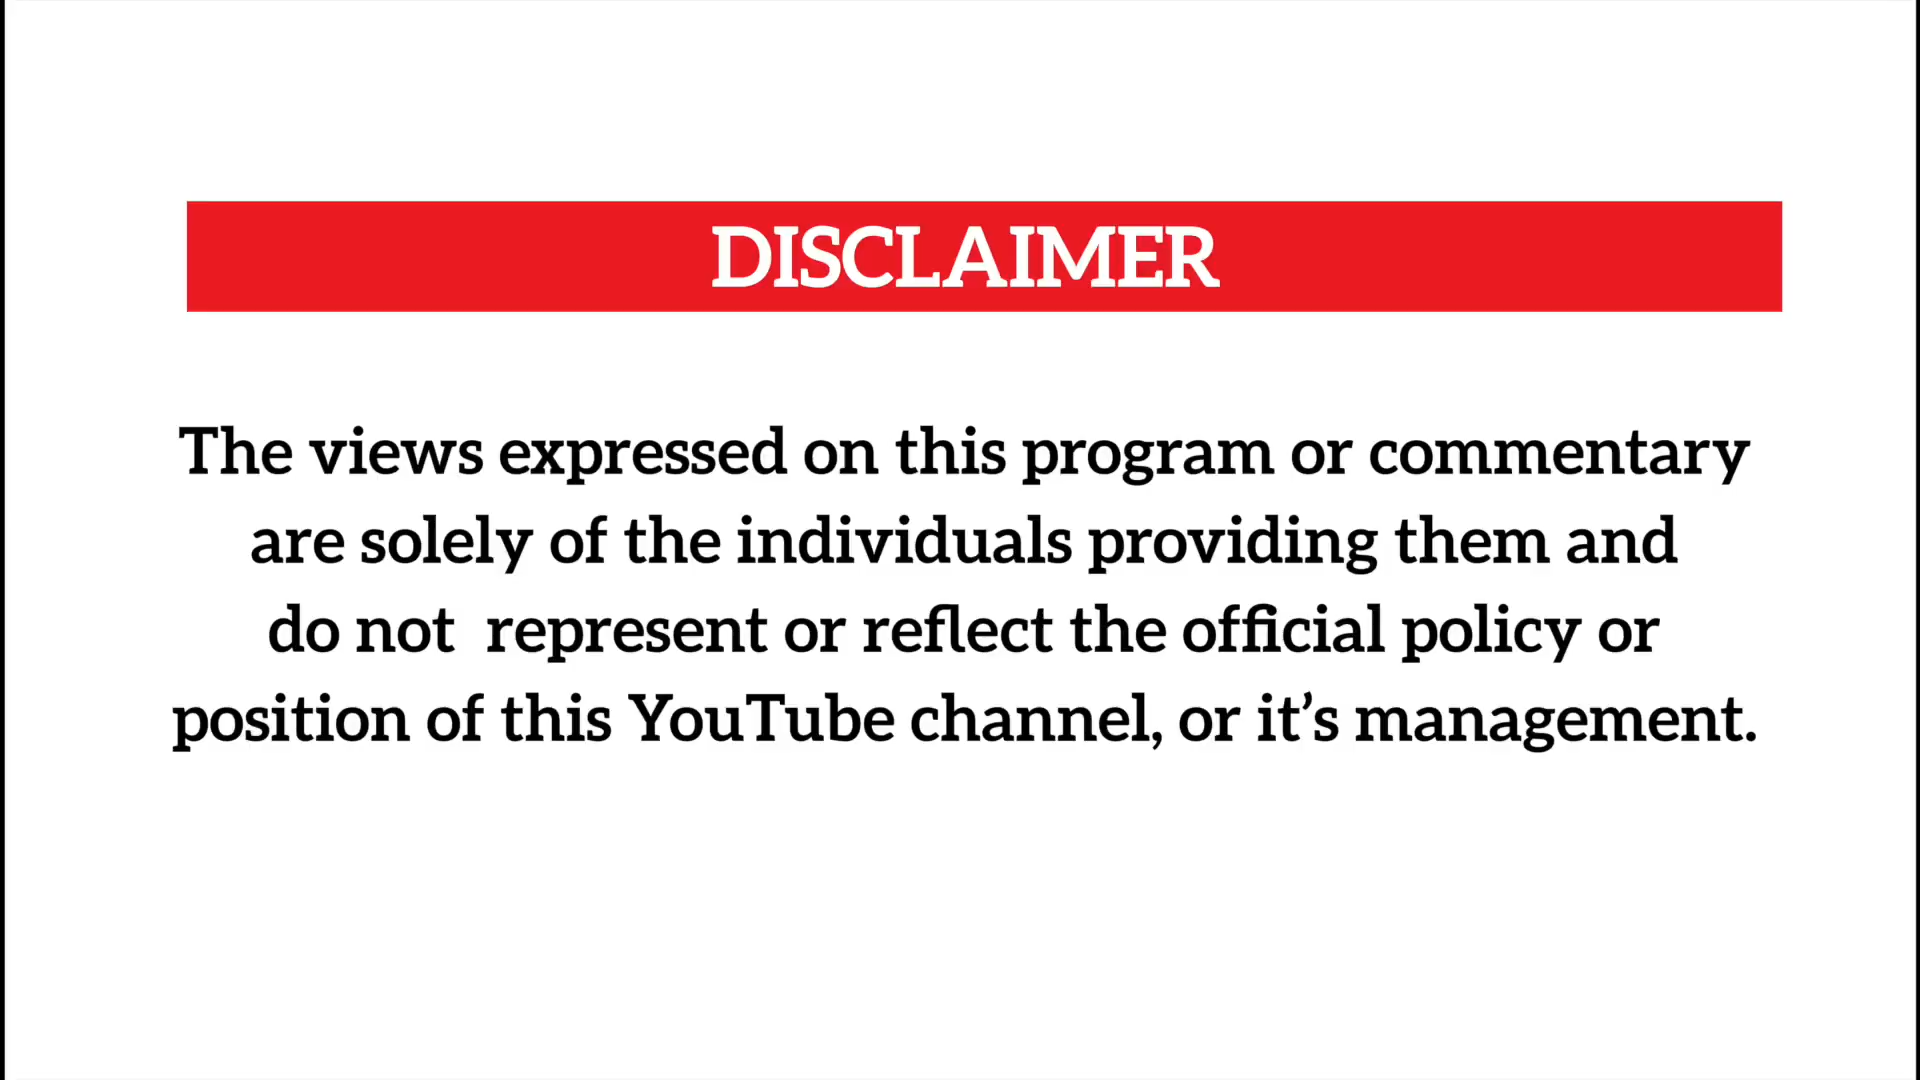 DISCLAIMER
The views expressed on this program or commentary
are solely of the individuals providing them and
do not  represent or reflect the official policy or
position of this YouTube channel, or it’s management.